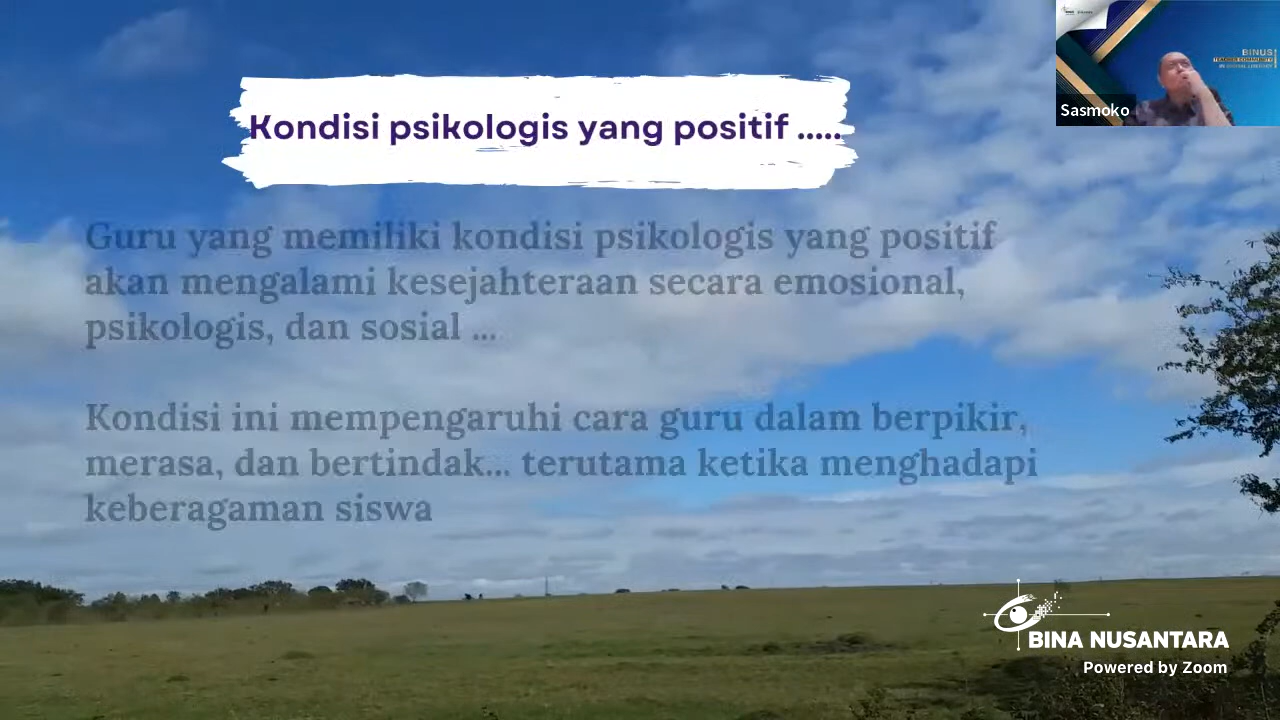 Kondisi psikologis yang positif .....
Guru yang memiliki kondisi psikologis yang positif
akan mengalami kesejahteraan secara emosional,
psikologis, dan sosial ...
Kondisi ini mempengaruhi cara guru dalam berpikir,
merasa, dan bertindak... terutama ketika menghadapi
keberagaman siswa
BINUS
Sasmoko
BINA NUSANTARA
Powered by Zoom